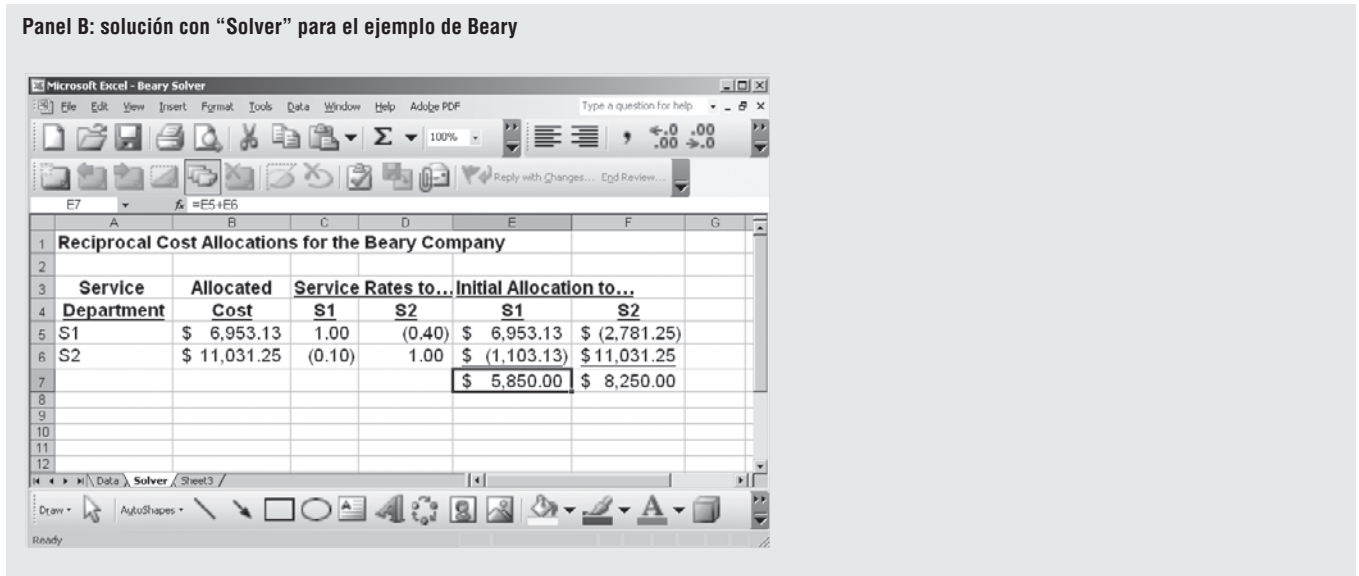 Panel B: solución con “Solver” para el ejemplo de Beary
Microsoft Excel - Beary Solver
File Edit View Insert Format Tools Data Window Help Adobe PDF Type a question for help
100%
Reply with Changes... End Review...
E7 fx =E5+E6
A B C D E F G
1 Reciprocal Cost Allocations for the Beary Company
2
3 Service Allocated Service Rates to... Initial Allocation to...
4 Department Cost S1 S2 S1 S2
5 S1 $ 6,953.13 1.00 (0.40) $ 6,953.13 $ (2,781.25)
6 S2 $ 11,031.25 (0.10) 1.00 $ (1,103.13) $ 11,031.25
7 $ 5,850.00 $ 8,250.00
8
9
10
11
12
Data Solver Sheet3
Draw AutoShapes
Ready